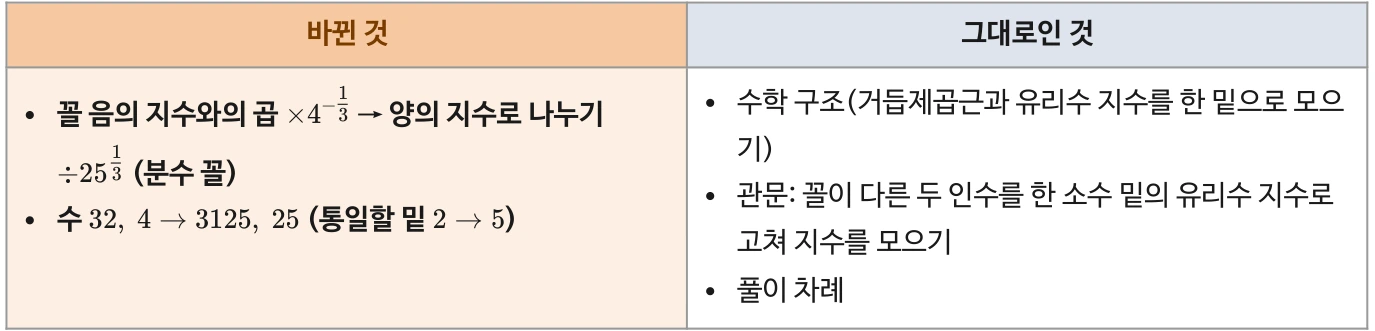 바뀐 것
그대로인 것
• 꼴 음의 지수와의 곱 ×4^{-\frac{1}{3}} → 양의 지수로 나누기
÷25^{\frac{1}{3}} (분수 꼴)
• 수 32, 4 → 3125, 25 (통일할 밑 2 → 5)
• 수학 구조(거듭제곱근과 유리수 지수를 한 밑으로 모으
기)
• 관문: 꼴이 다른 두 인수를 한 소수 밑의 유리수 지수로
고쳐 지수를 모으기
• 풀이 차례